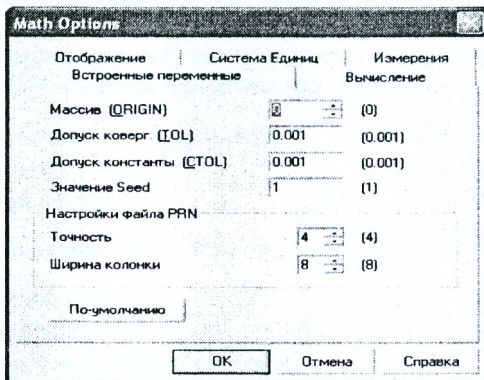 Math Options
Отображение Система Единиц Измерения
Встроенные переменные Вычисление
Массив (ORIGIN) 0 (0)
Допуск коверг. (TOL) 0.001 (0.001)
Допуск константы (CTOL) 0.001 (0.001)
Значение Seed 1 (1)
Настройки файла PRN
Точность 4 (4)
Ширина колонки 8 (8)
По-умолчанию
OK Отмена Справка